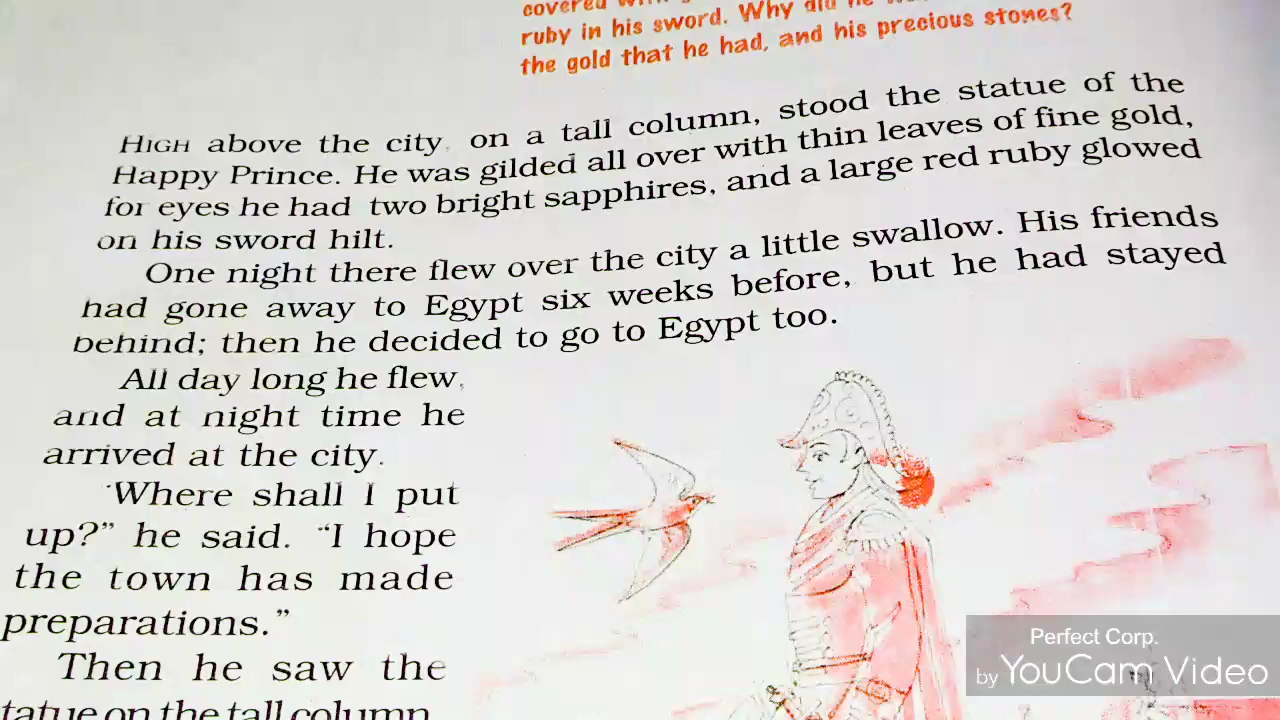 covered
ruby in his sword. Why did he
the gold that he had, and his precious stones?
HIGH above the city, on a tall column, stood the statue of the
Happy Prince. He was gilded all over with thin leaves of fine gold,
for eyes he had two bright sapphires, and a large red ruby glowed
on his sword hilt.
One night there flew over the city a little swallow. His friends
had gone away to Egypt six weeks before, but he had stayed
behind; then he decided to go to Egypt too.
All day long he flew,
and at night time he
arrived at the city.
“Where shall I put
up?” he said. “I hope
the town has made
preparations.”
Then he saw the
tatue on the tall column.
Perfect Corp.
by YouCam Video